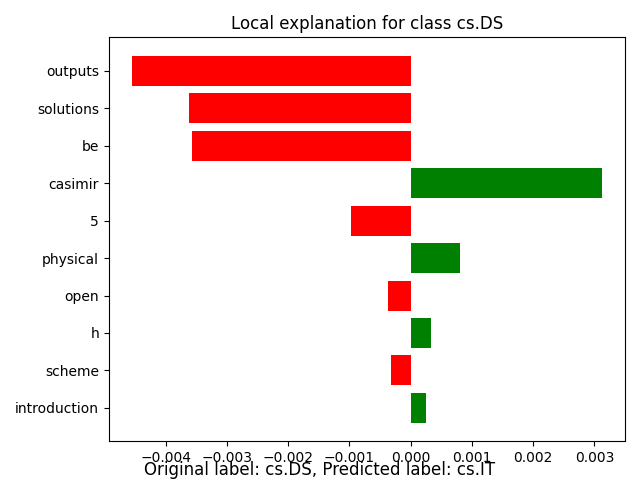 Local explanation for class cs.DS
outputs
solutions
be
casimir
5
physical
open
h
scheme
introduction
−0.004 −0.003 −0.002 −0.001 0.000 0.001 0.002 0.003
Original label: cs.DS, Predicted label: cs.IT